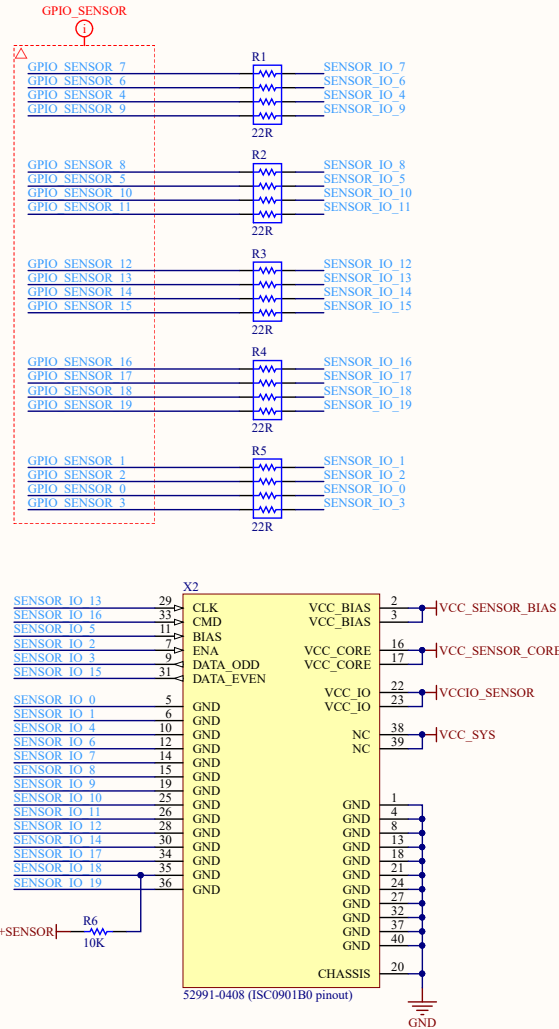 GPIO_SENSOR
i
R1
GPIO_SENSOR_7 SENSOR_IO_7
GPIO_SENSOR_6 SENSOR_IO_6
GPIO_SENSOR_4 SENSOR_IO_4
GPIO_SENSOR_9 SENSOR_IO_9
22R
R2
GPIO_SENSOR_8 SENSOR_IO_8
GPIO_SENSOR_5 SENSOR_IO_5
GPIO_SENSOR_10 SENSOR_IO_10
GPIO_SENSOR_11 SENSOR_IO_11
22R
R3
GPIO_SENSOR_12 SENSOR_IO_12
GPIO_SENSOR_13 SENSOR_IO_13
GPIO_SENSOR_14 SENSOR_IO_14
GPIO_SENSOR_15 SENSOR_IO_15
22R
R4
GPIO_SENSOR_16 SENSOR_IO_16
GPIO_SENSOR_17 SENSOR_IO_17
GPIO_SENSOR_18 SENSOR_IO_18
GPIO_SENSOR_19 SENSOR_IO_19
22R
R5
GPIO_SENSOR_1 SENSOR_IO_1
GPIO_SENSOR_2 SENSOR_IO_2
GPIO_SENSOR_0 SENSOR_IO_0
GPIO_SENSOR_3 SENSOR_IO_3
22R
X2
SENSOR_IO_13 29 CLK VCC_BIAS 2 VCC_SENSOR_BIAS
SENSOR_IO_16 33 CMD VCC_BIAS 3
SENSOR_IO_5 11 BIAS
SENSOR_IO_2 7 ENA VCC_CORE 16 VCC_SENSOR_CORE
SENSOR_IO_3 9 DATA_ODD VCC_CORE 17
SENSOR_IO_15 31 DATA_EVEN
VCC_IO 22 VCCIO_SENSOR
SENSOR_IO_0 5 GND VCC_IO 23
SENSOR_IO_1 6 GND
SENSOR_IO_4 10 GND NC 38 VCC_SYS
SENSOR_IO_6 12 GND NC 39
SENSOR_IO_7 14 GND
SENSOR_IO_8 15 GND
SENSOR_IO_9 19 GND
SENSOR_IO_10 25 GND GND 1
SENSOR_IO_11 26 GND GND 4
SENSOR_IO_12 28 GND GND 8
SENSOR_IO_14 30 GND GND 13
SENSOR_IO_17 34 GND GND 18
SENSOR_IO_18 35 GND GND 21
SENSOR_IO_19 36 GND GND 24
GND 27
GND 32
+SENSOR R6 GND 37
10K GND 40
CHASSIS 20
52991-0408 (ISC0901B0 pinout)
GND